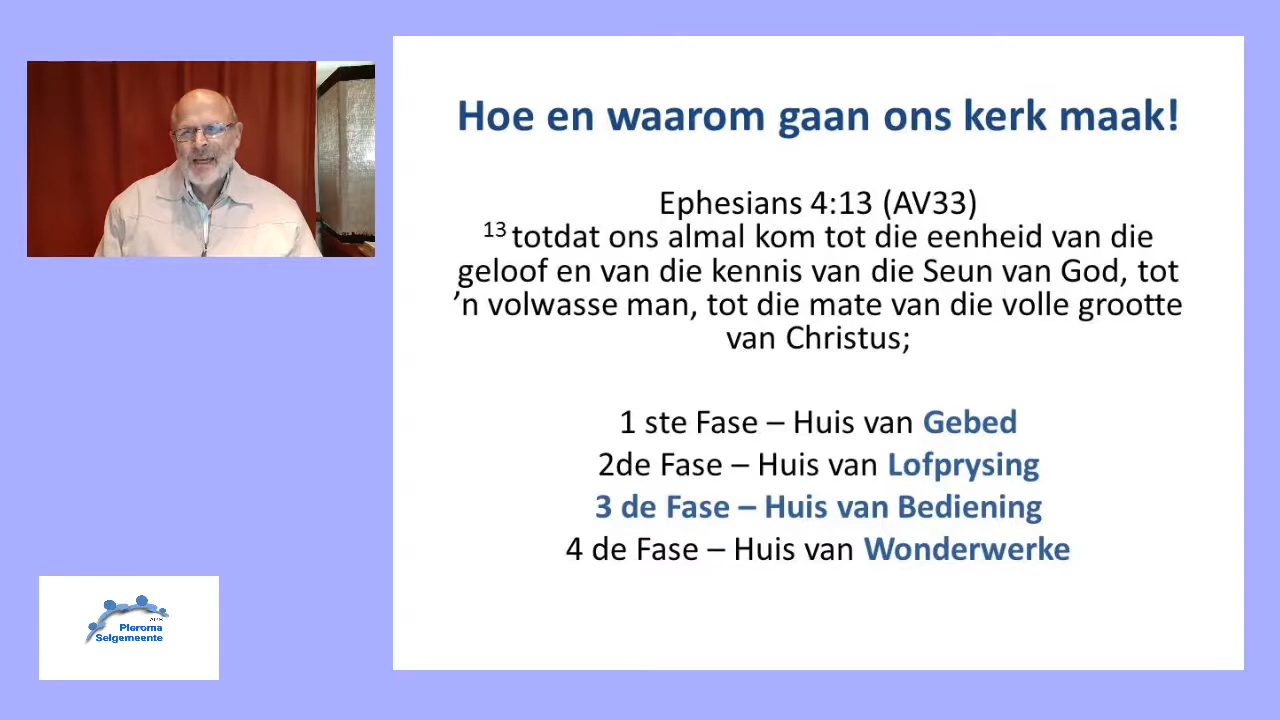 Hoe en waarom gaan ons kerk maak!
Ephesians 4:13 (AV33)
13 totdat ons almal kom tot die eenheid van die
geloof en van die kennis van die Seun van God, tot
’n volwasse man, tot die mate van die volle grootte
van Christus;
1 ste Fase – Huis van Gebed
2de Fase – Huis van Lofprysing
3 de Fase – Huis van Bediening
4 de Fase – Huis van Wonderwerke
Pleroma
Selgemeente